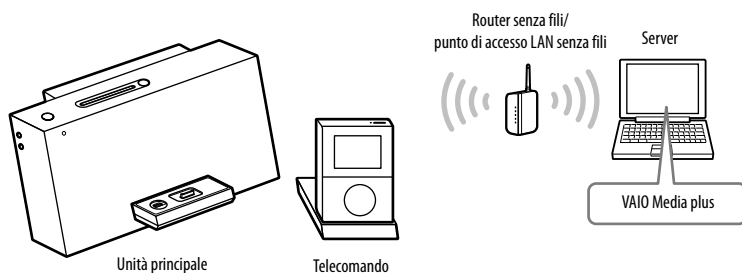 Router senza fili/
punto di accesso LAN senza fili
Server
VAIO Media plus
Unità principale
Telecomando